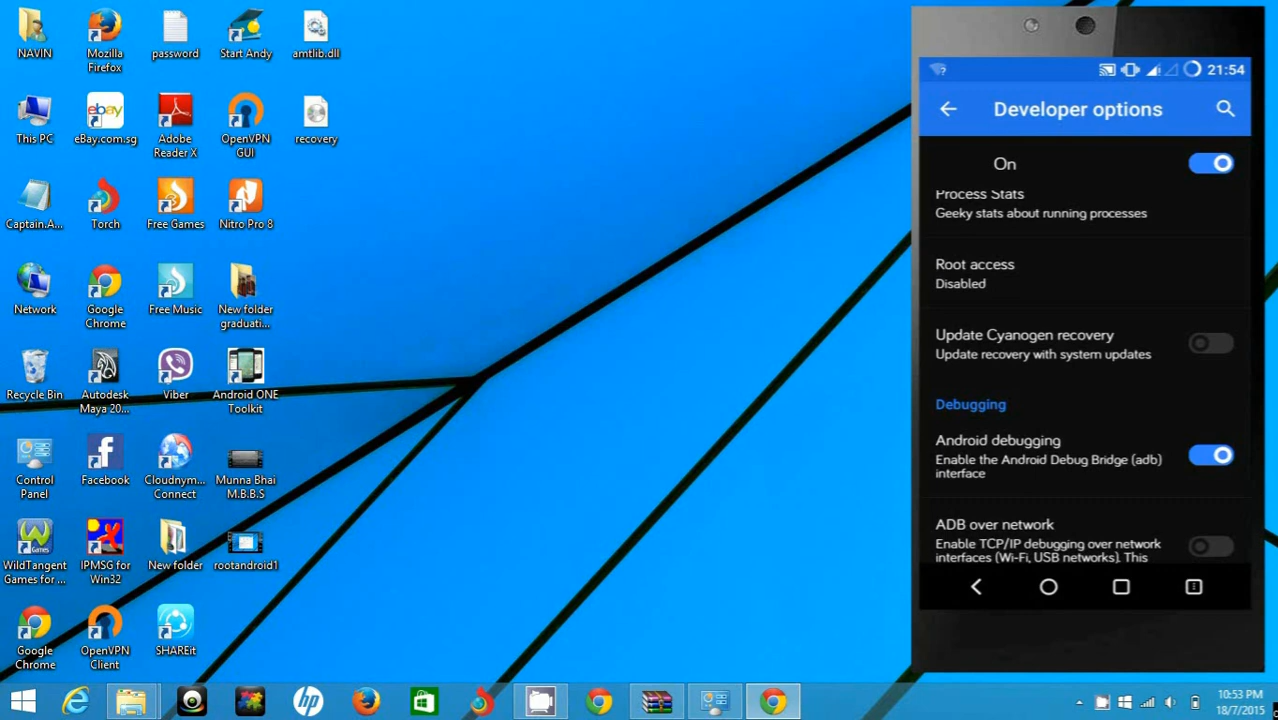 NAVIN
Mozilla
Firefox
password
Start Andy
amtlib.dll
This PC
ebay
eBay.com.sg
Adobe
Reader X
OpenVPN
GUI
recovery
Captain.A...
Torch
Free Games
Nitro Pro 8
Network
Google
Chrome
Free Music
New folder
graduati...
Recycle Bin
Autodesk
Maya 20...
Viber
Android ONE
Toolkit
Control
Panel
Facebook
Cloudnym...
Connect
Munna Bhai
M.B.B.S
WildTangent
Games for ...
IPMSG for
Win32
New folder
rootandroid1
Google
Chrome
OpenVPN
Client
SHAREit
21:54
Developer options
On
Process Stats
Geeky stats about running processes
Root access
Disabled
Update Cyanogen recovery
Update recovery with system updates
Debugging
Android debugging
Enable the Android Debug Bridge (adb)
interface
ADB over network
Enable TCP/IP debugging over network
interfaces (Wi-Fi, USB networks). This
hp
10:53 PM
18/7/2015